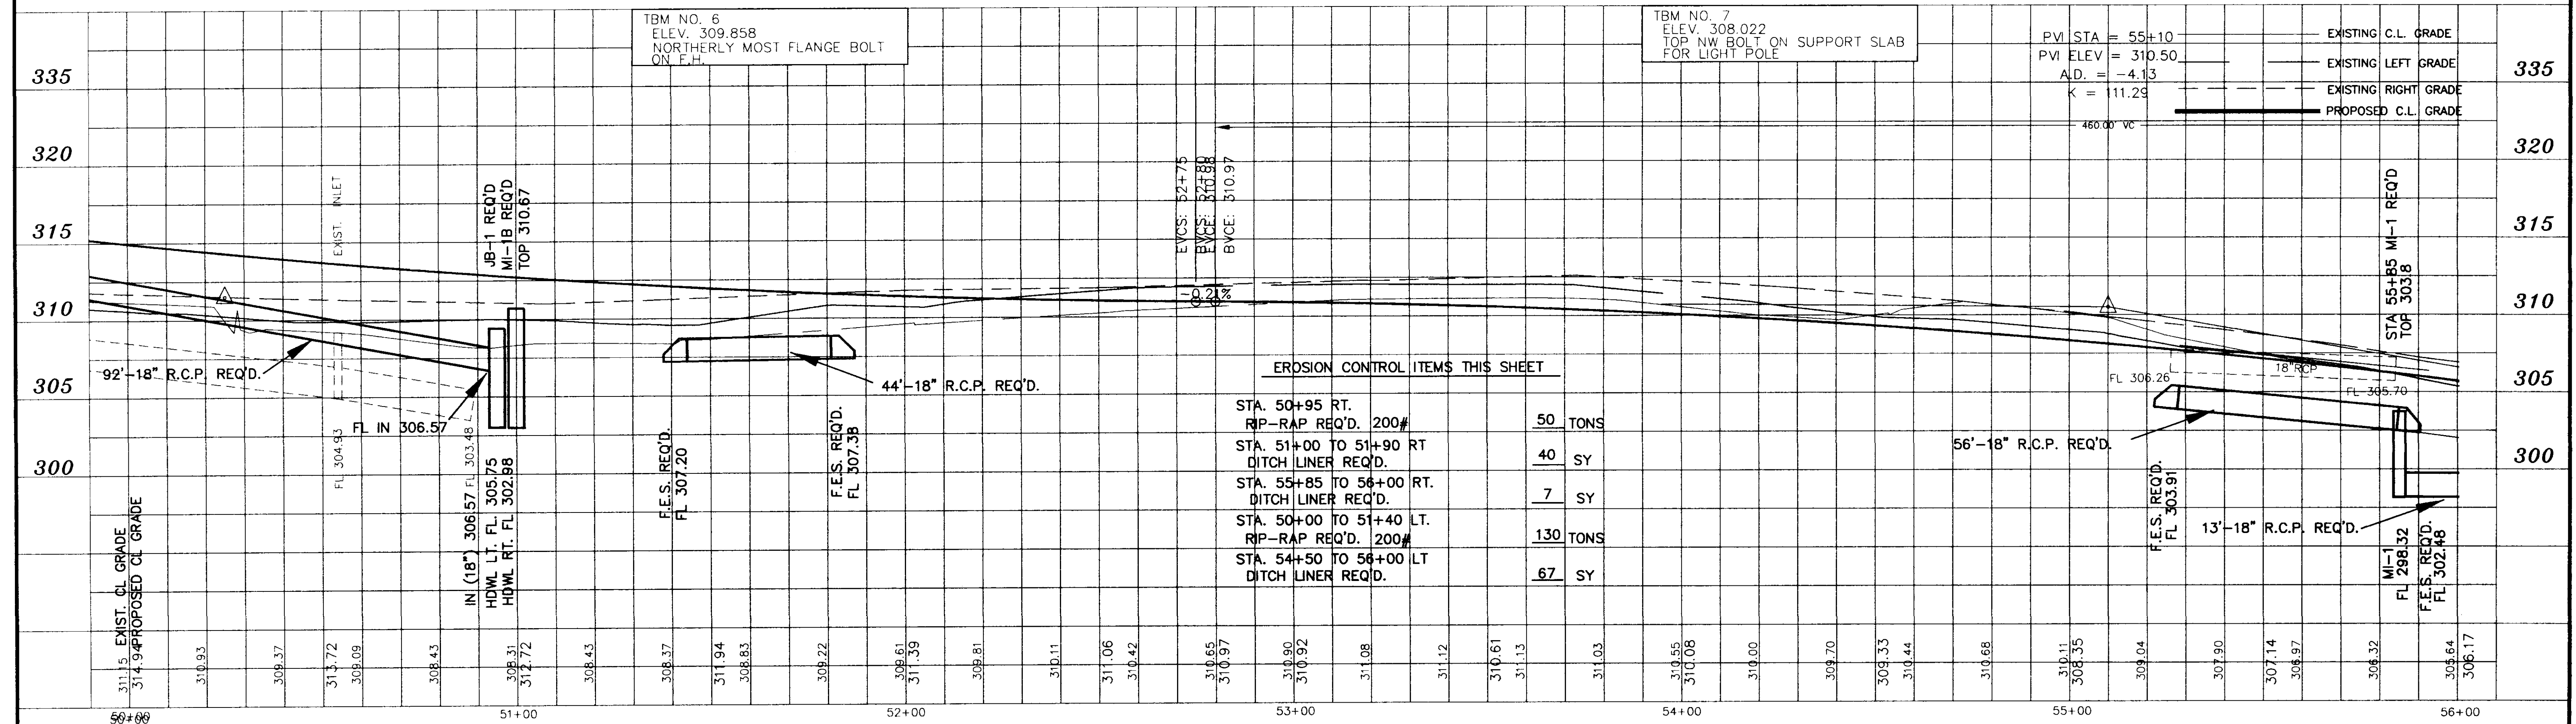 TBM NO. 6
ELEV. 309.858
NORTHERLY MOST FLANGE BOLT
ON F.H.
TBM NO. 7
ELEV. 308.022
TOP NW BOLT ON SUPPORT SLAB
FOR LIGHT POLE
PVI STA = 55+10
PVI ELEV = 310.50
A.D. = -4.13
K = 111.29
EXISTING C.L. GRADE
EXISTING LEFT GRADE
EXISTING RIGHT GRADE
PROPOSED C.L. GRADE
460.00' VC
335
320
315
310
305
300
335
320
315
310
305
300
EXIST. INLET
JB-1 REQ'D
MI-1B REQ'D
TOP 310.67
EVCS: 52+75
BVCS: 52+80
EVCE: 310.98
BVCE: 310.97
-0.21%
STA 55+85 MI-1 REQ'D
TOP 303.8
92'-18" R.C.P. REQ'D.
FL IN 306.57
44'-18" R.C.P. REQ'D.
FL 304.93
IN (18") 306.57 FL 303.48
HDWL LT. FL. 305.75
HDWL RT. FL 302.98
F.E.S. REQ'D.
FL 307.20
F.E.S. REQ'D.
FL 307.38
EROSION CONTROL ITEMS THIS SHEET
STA. 50+95 RT.
RIP-RAP REQ'D. 200# 50 TONS
STA. 51+00 TO 51+90 RT
DITCH LINER REQ'D. 40 SY
STA. 55+85 TO 56+00 RT.
DITCH LINER REQ'D. 7 SY
STA. 50+00 TO 51+40 LT.
RIP-RAP REQ'D. 200# 130 TONS
STA. 54+50 TO 56+00 LT
DITCH LINER REQ'D. 67 SY
FL 306.26
18"RCP
FL 305.70
56'-18" R.C.P. REQ'D.
F.E.S. REQ'D.
FL 303.91
13'-18" R.C.P. REQ'D.
MI-1
FL 298.32
F.E.S. REQ'D.
FL 302.48
311.15 EXIST. CL GRADE
314.94 PROPOSED CL GRADE
310.93
309.37
313.72
309.09
308.43
308.31
312.72
308.43
308.37
311.94
308.83
309.22
309.61
311.39
309.81
310.11
311.06
310.42
310.65
310.97
310.90
310.92
311.08
311.12
310.61
311.13
311.03
310.55
310.08
310.00
309.70
309.33
310.44
310.68
310.11
308.35
309.04
307.90
307.14
306.97
306.32
305.64
306.17
50+00
51+00
52+00
53+00
54+00
55+00
56+00